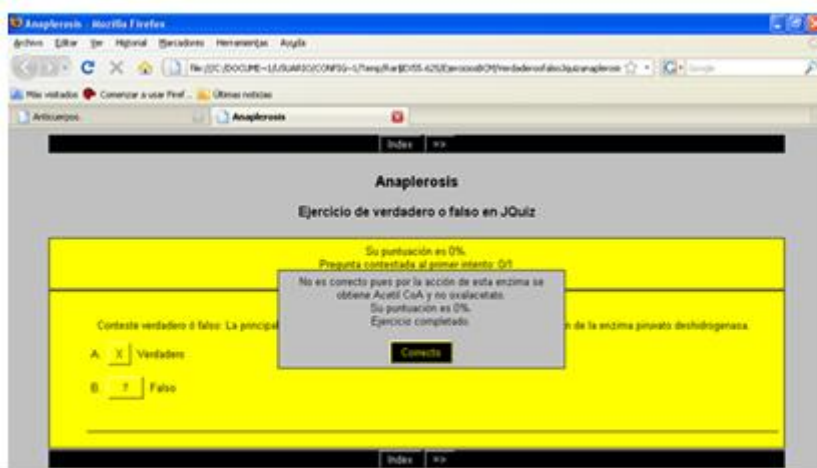 Anaplerosis - Mozilla Firefox
Archivo Editar Ver Historial Marcadores Herramientas Ayuda
Más visitados Comenzar a usar Firef... Últimas noticias
Anticuerpos. Anaplerosis
Index =>
Anaplerosis
Ejercicio de verdadero o falso en JQuiz
Su puntuación es 0%.
Pregunta contestada al primer intento: 0/1
No es correcto pues por la acción de esta enzima se
obtiene Acetil CoA y no oxalacetato.
Su puntuación es 0%.
Ejercicio completado.
Conteste verdadero ó falso: La principal
de la enzima piruvato deshidrogenasa.
Correcto
A. X Verdadero
B. ? Falso
Index =>